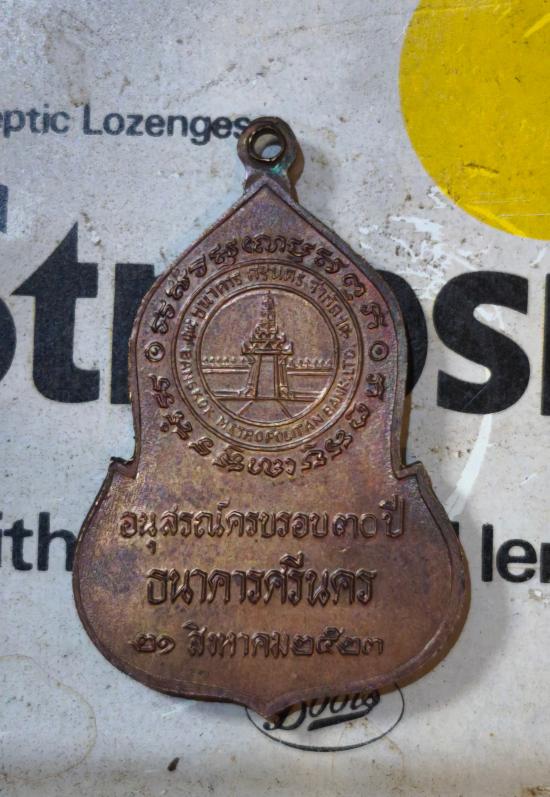 eptic Lozenges
Str
ps
ith
ler
ธนาคาร ศรีนคร จำกัด
THE BANGKOK METROPOLITAN BANK LTD.
อนุสรณ์ครบรอบ ๓๐ ปี
ธนาคารศรีนคร
๒๑ สิงหาคม ๒๕๒๓
Boots